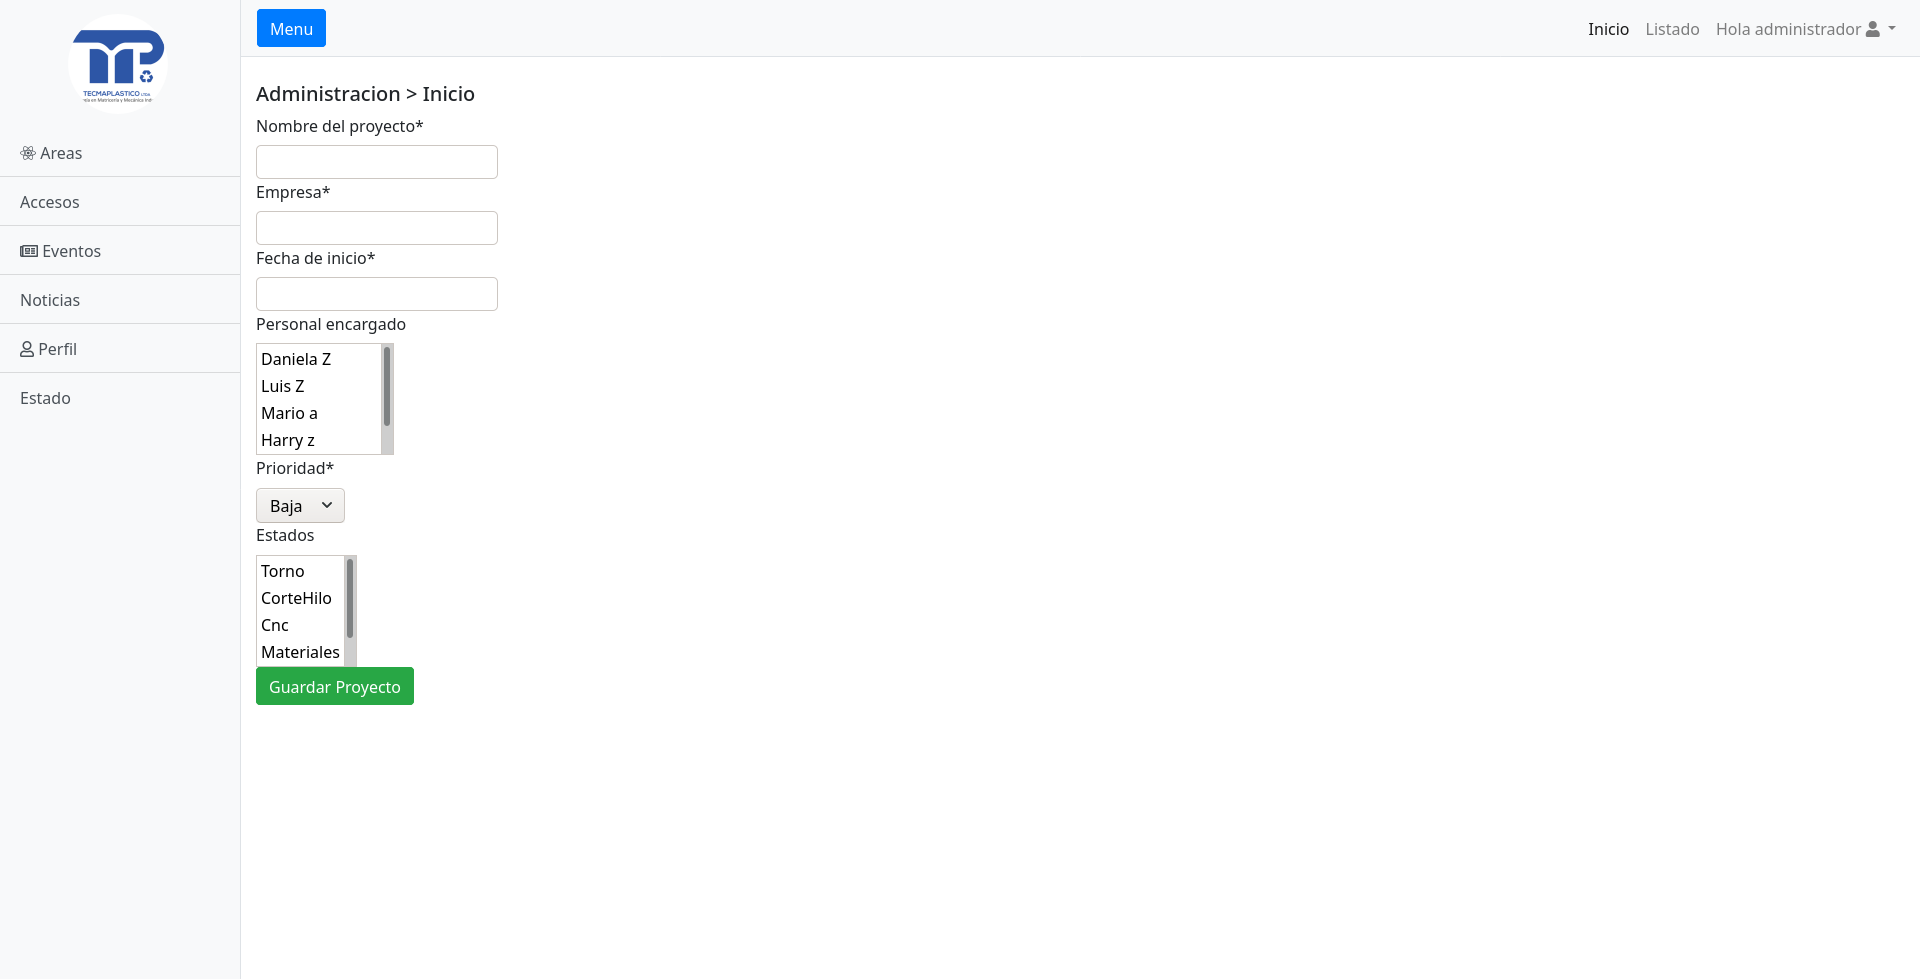 TECMAPLASTICO LTDA
Areas
Accesos
Eventos
Noticias
Perfil
Estado
Menu
Inicio
Listado
Hola administrador
Administracion > Inicio
Nombre del proyecto*
Empresa*
Fecha de inicio*
Personal encargado
Daniela Z
Luis Z
Mario a
Harry z
Prioridad*
Baja
Estados
Torno
CorteHilo
Cnc
Materiales
Guardar Proyecto